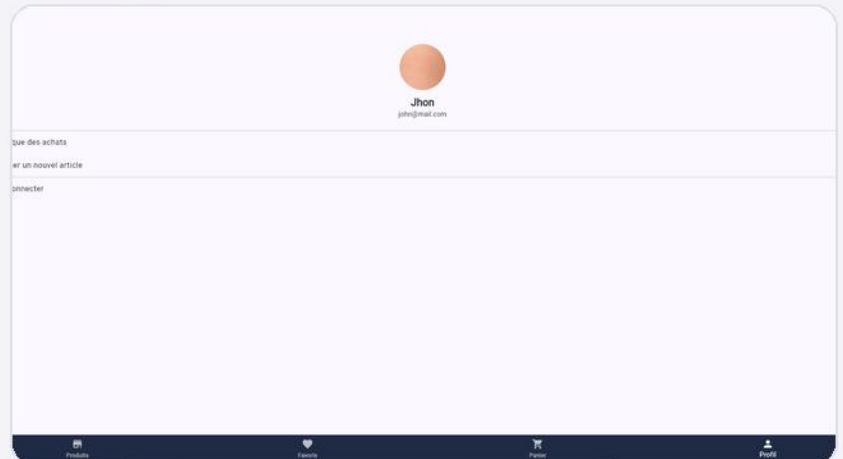 Jhon
john@mail.com
que des achats
er un nouvel article
onnecter
Produits
Favoris
Panier
Profil